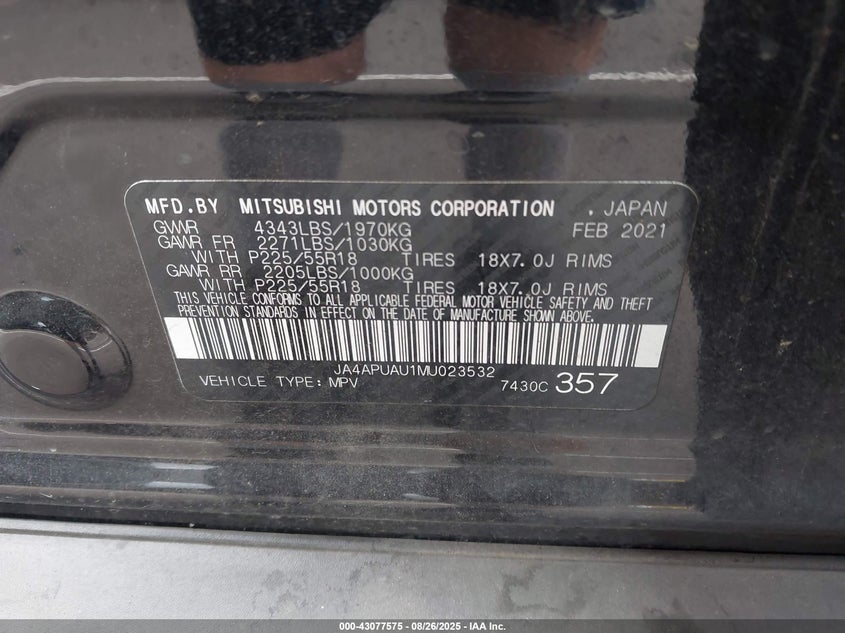 MFD.BY MITSUBISHI MOTORS CORPORATION , JAPAN
GVWR 4343LBS/1970KG FEB 2021
GAWR FR 2271LBS/1030KG
WITH P225/55R18 TIRES 18X7.0J RIMS
GAWR RR 2205LBS/1000KG
WITH P225/55R18 TIRES 18X7.0J RIMS
THIS VEHICLE CONFORMS TO ALL APPLICABLE FEDERAL MOTOR VEHICLE SAFETY AND THEFT
PREVENTION STANDARDS IN EFFECT ON THE DATE OF MANUFACTURE SHOWN ABOVE.
JA4APUAU1MU023532
VEHICLE TYPE: MPV 7430C 357
000-43077575 - 08/26/2025 - IAA Inc.